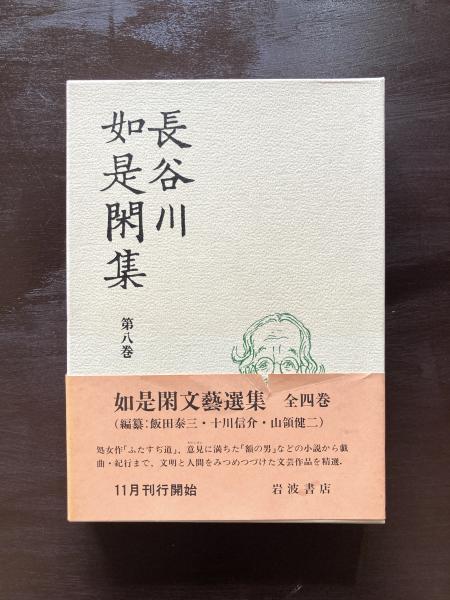 長谷川
如是閑集
第八巻
如是閑文藝選集 全四巻
(編纂:飯田泰三・十川信介・山領健二)
処女作「ふたすぢ道」、意見に満ちた「額の男」などの小説から戯
曲・紀行まで、文明と人間をみつめつづけた文芸作品を精選.
11月刊行開始 岩波書店